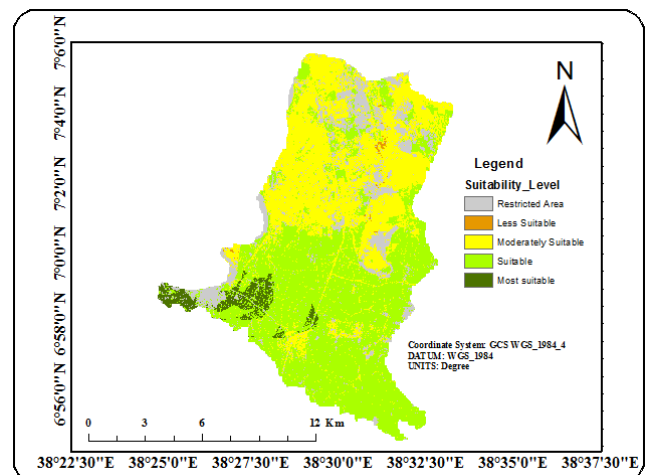 7°6'0"N
7°4'0"N
7°2'0"N
7°0'0"N
6°58'0"N
6°56'0"N
N
Legend
Suitability_Level
Restricted Area
Less Suitable
Moderately Suitable
Suitable
Most suitable
Coordinate System: GCS WGS_1984_4
DATUM: WGS_1984
UNITS: Degree
0 3 6 12 Km
38°22'30"E 38°25'0"E 38°27'30"E 38°30'0"E 38°32'30"E 38°35'0"E 38°37'30"E